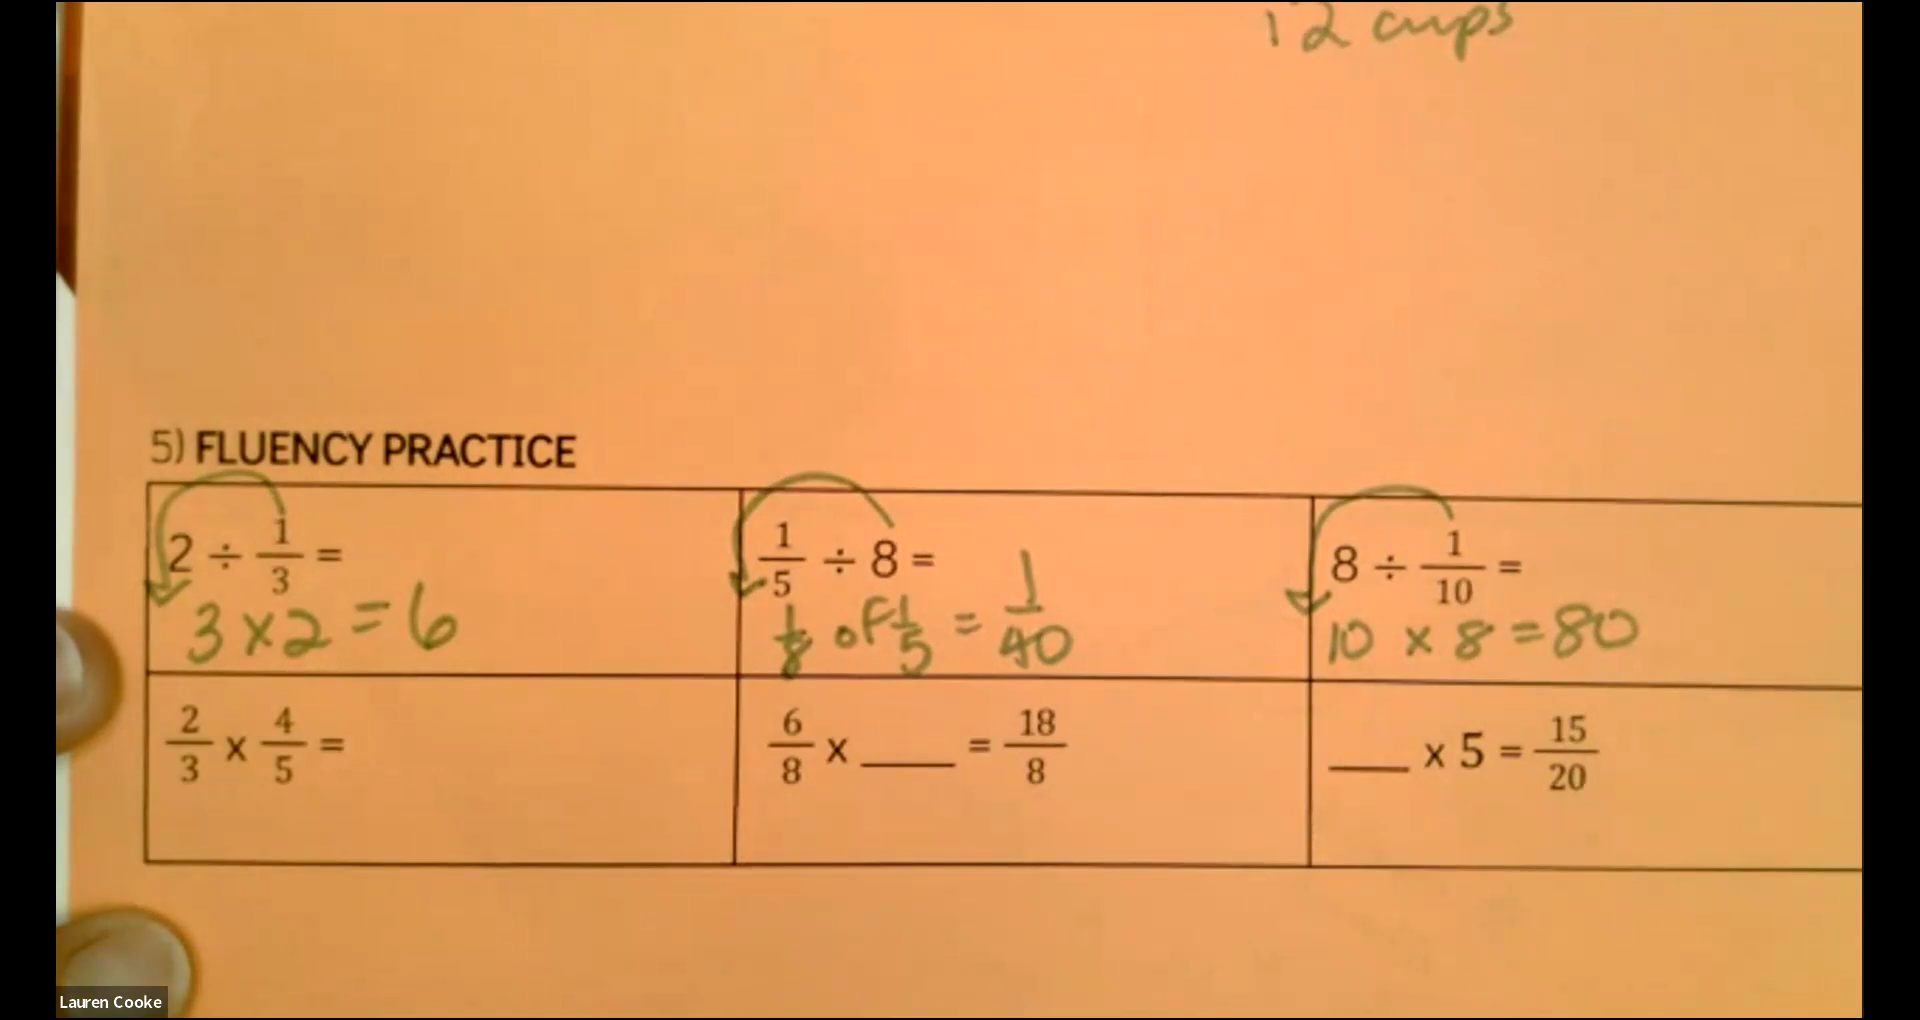 12 cups
5) FLUENCY PRACTICE
2 ÷ 1/3 =
3 x 2 = 6
1/5 ÷ 8 =
1/8 of 1/5 = 1/40
8 ÷ 1/10 =
10 x 8 = 80
2/3 x 4/5 =
6/8 x ____ = 18/8
____ x 5 = 15/20
Lauren Cooke